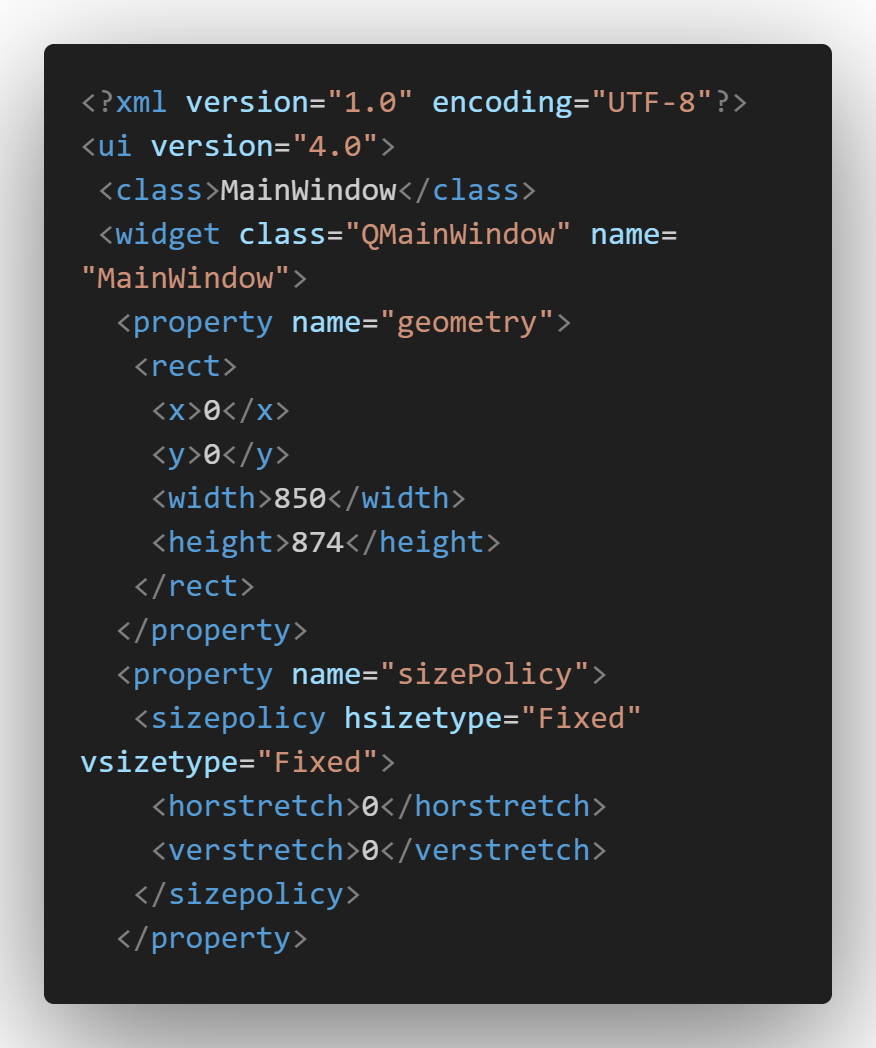 <?xml version="1.0" encoding="UTF-8"?>
<ui version="4.0">
 <class>MainWindow</class>
 <widget class="QMainWindow" name=
"MainWindow">
  <property name="geometry">
   <rect>
    <x>0</x>
    <y>0</y>
    <width>850</width>
    <height>874</height>
   </rect>
  </property>
  <property name="sizePolicy">
   <sizepolicy hsizetype="Fixed"
vsizetype="Fixed">
    <horstretch>0</horstretch>
    <verstretch>0</verstretch>
   </sizepolicy>
  </property>